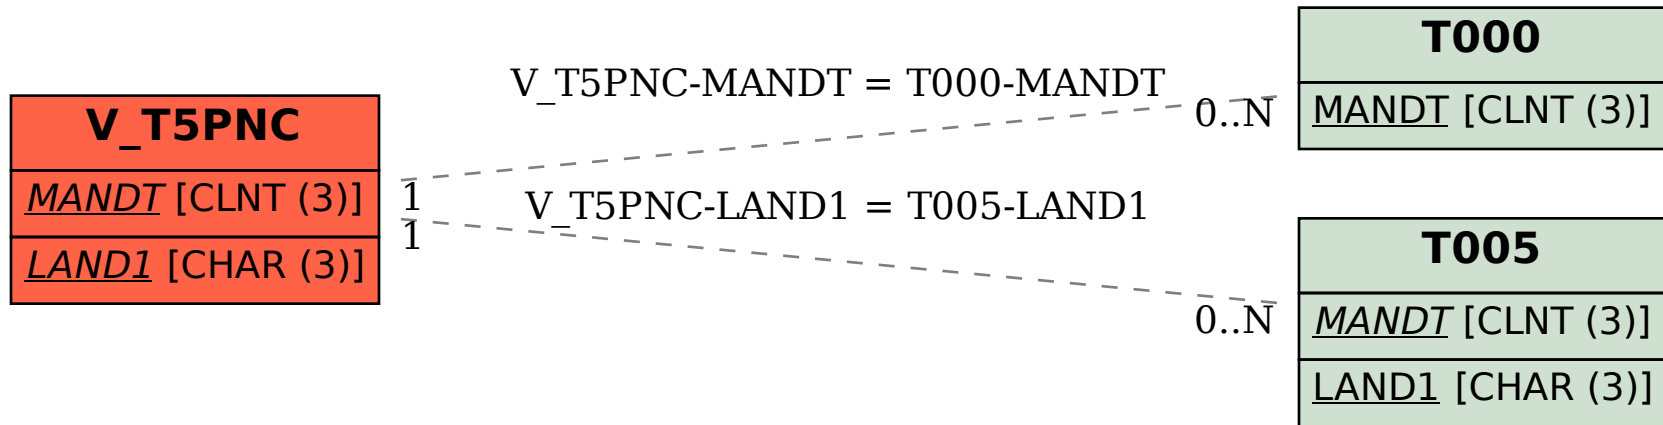 V_T5PNC
MANDT [CLNT (3)]
LAND1 [CHAR (3)]
V_T5PNC-MANDT = T000-MANDT
0..N
1
V_T5PNC-LAND1 = T005-LAND1
1
0..N
T000
MANDT [CLNT (3)]
T005
MANDT [CLNT (3)]
LAND1 [CHAR (3)]